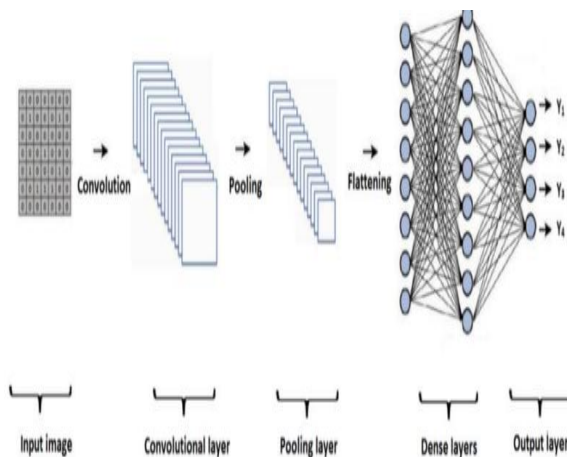 Convolution
Pooling
Flattening
Y₁
Y₂
Y₃
Y₄
Input image
Convolutional layer
Pooling layer
Dense layers
Output layer